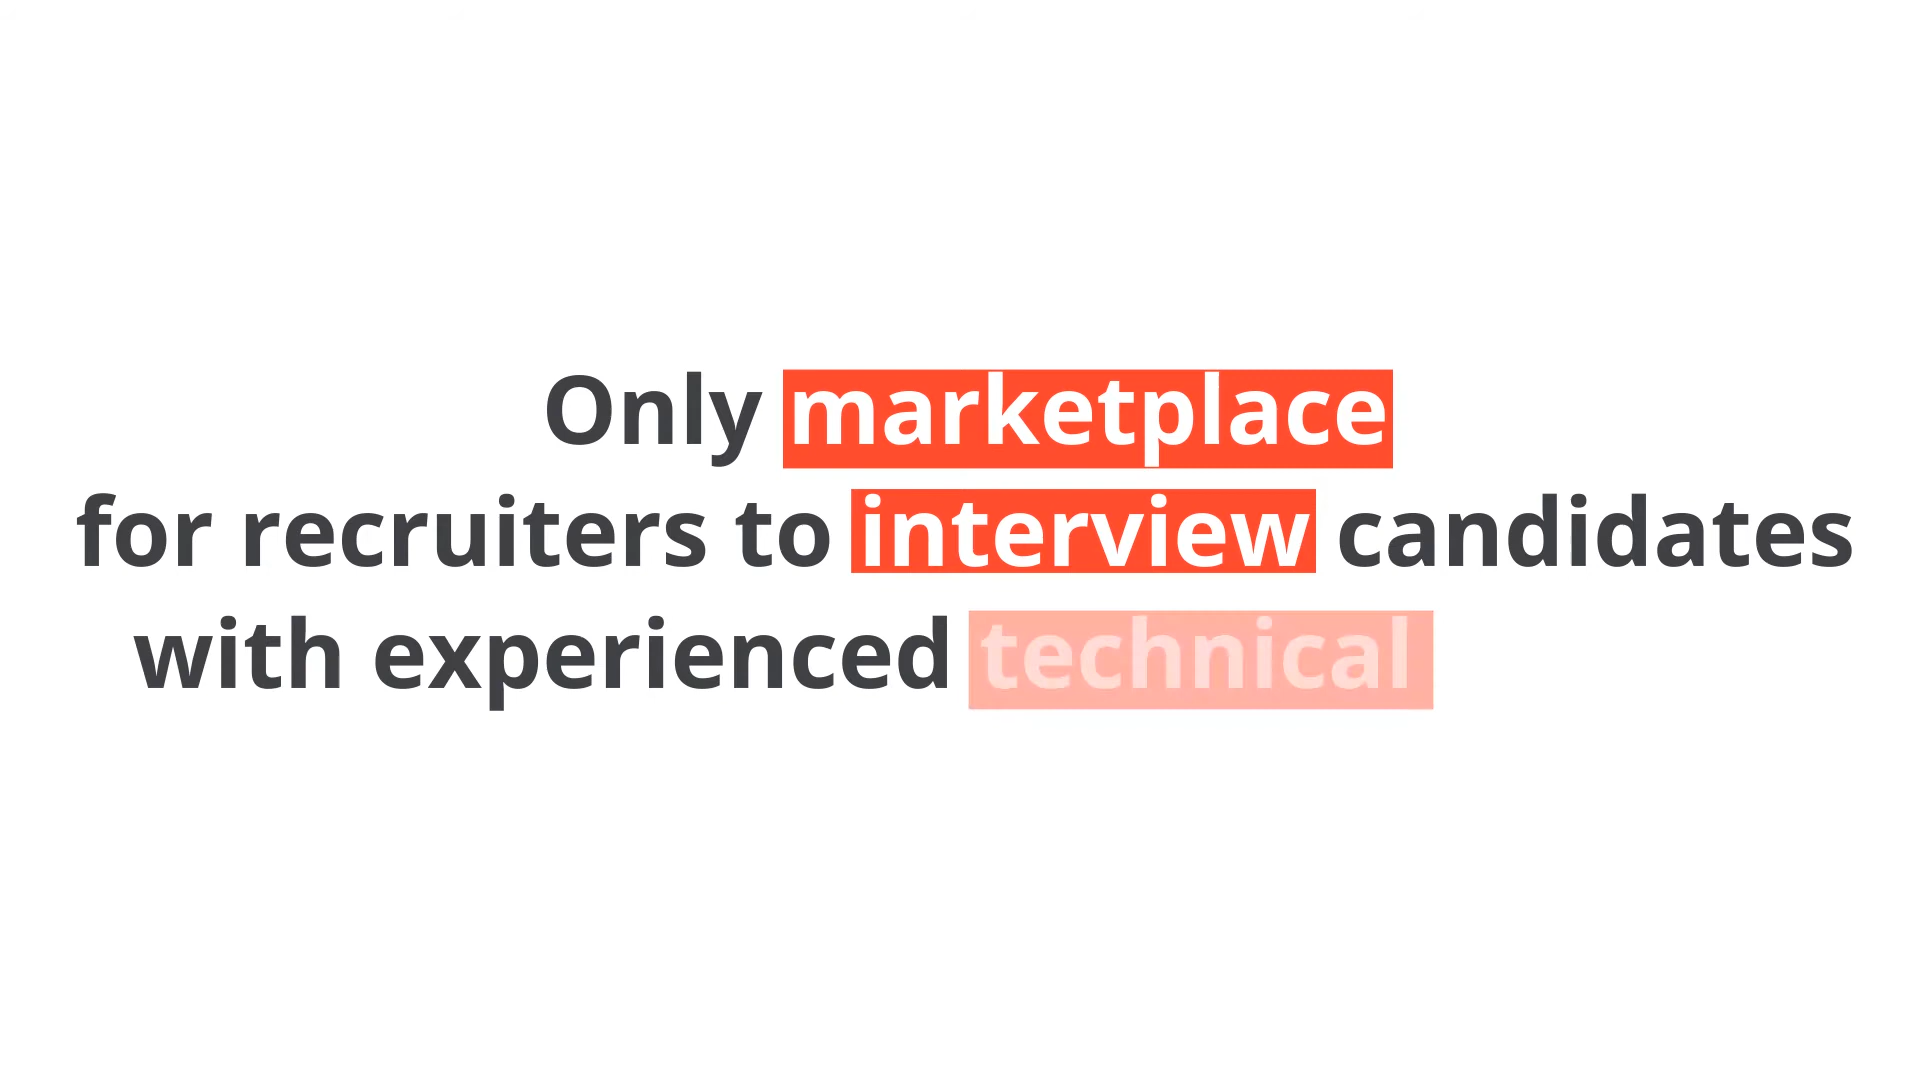 Only marketplace
for recruiters to interview candidates
with experienced technical